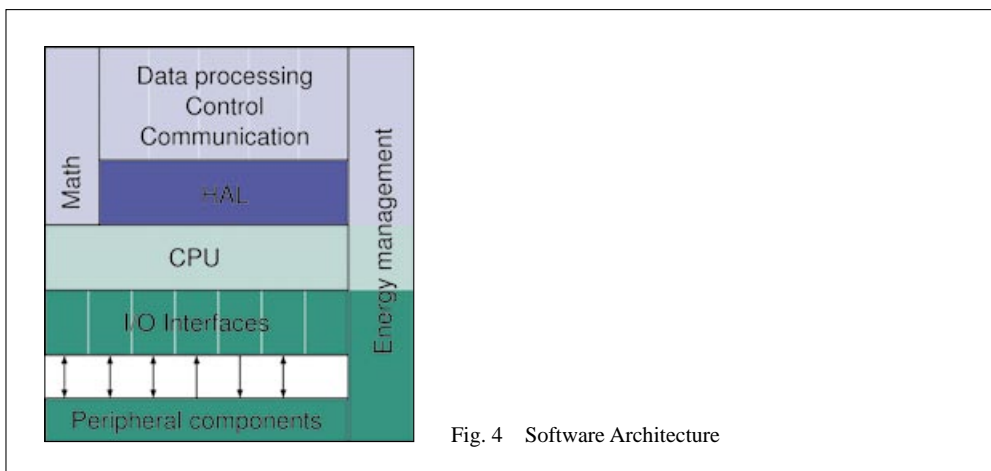 Data processing
Control
Communication
Math
HAL
Energy management
CPU
I/O Interfaces
Peripheral components
Fig. 4 Software Architecture